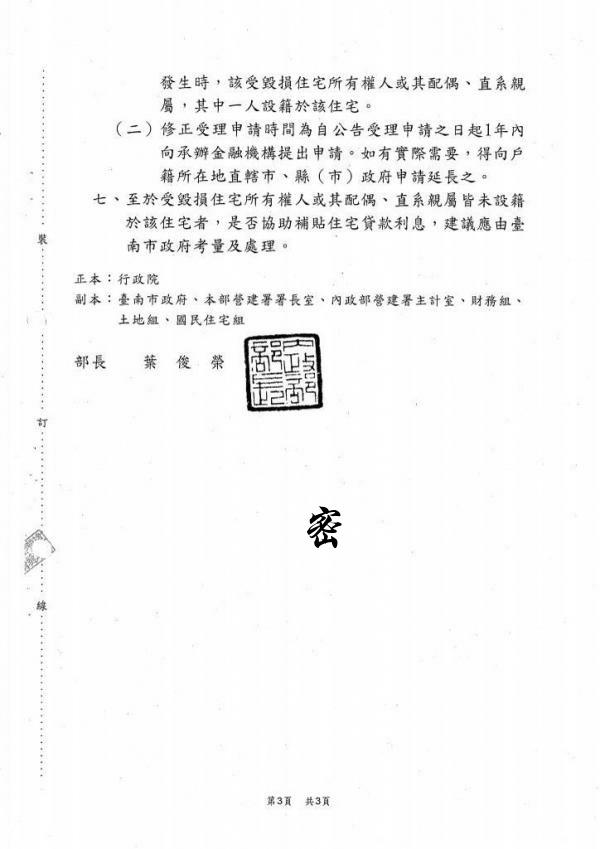 發生時，該受毀損住宅所有權人或其配偶、直系親
屬，其中一人設籍於該住宅。
（二）修正受理申請時間為自公告受理申請之日起1年內
向承辦金融機構提出申請。如有實際需要，得向戶
籍所在地直轄市、縣（市）政府申請延長之。
七、至於受毀損住宅所有權人或其配偶、直系親屬皆未設籍
於該住宅者，是否協助補貼住宅貸款利息，建議應由臺
南市政府考量及處理。
正本：行政院
副本：臺南市政府、本部營建署署長室、內政部營建署主計室、財務組、
土地組、國民住宅組
部長　葉俊榮
內政部
部長
密
裝
訂
線
第3頁　共3頁